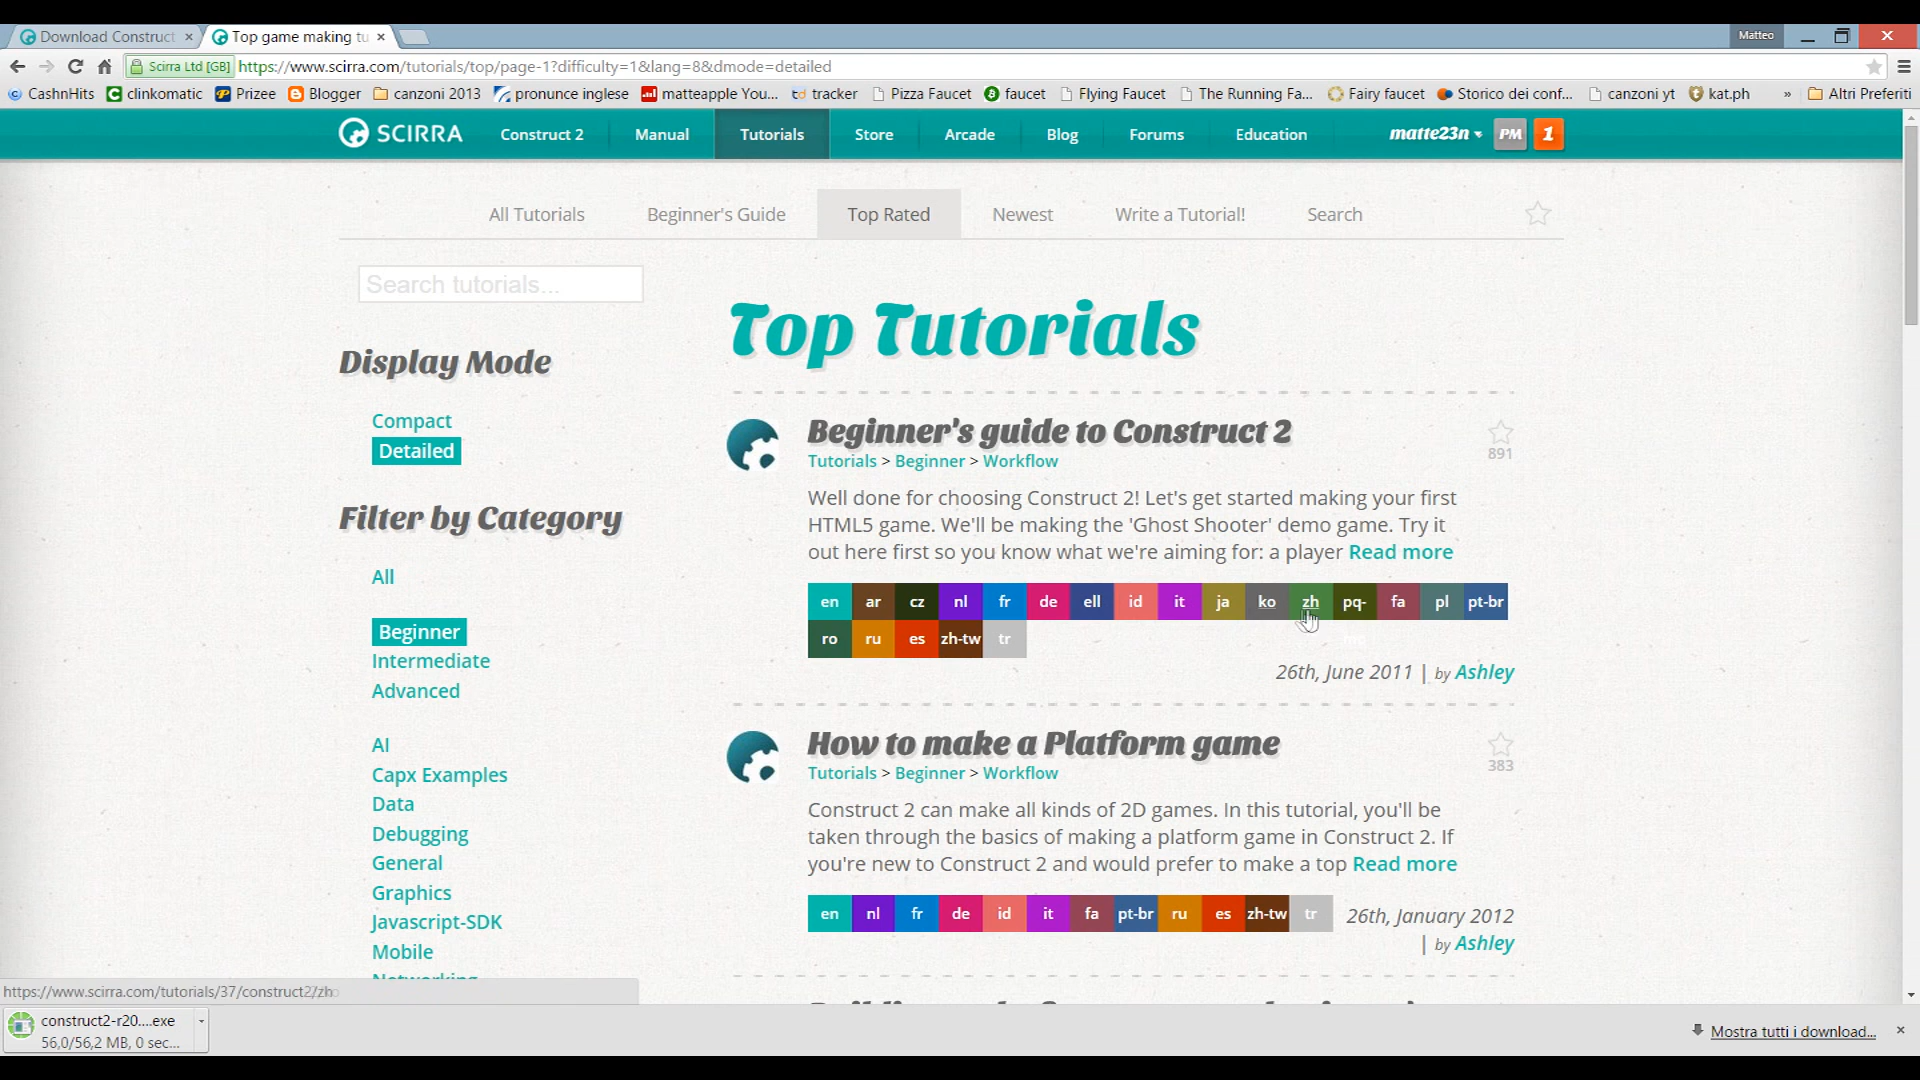 Download Construct
Top game making tu
Matteo
Scirra Ltd [GB] https://www.scirra.com/tutorials/top/page-1?difficulty=1&lang=8&dmode=detailed
CashnHits clinkomatic Prizee Blogger canzoni 2013 pronunce inglese matteapple You... tracker Pizza Faucet faucet Flying Faucet The Running Fa... Fairy faucet Storico dei conf... canzoni yt kat.ph » Altri Preferiti
SCIRRA Construct 2 Manual Tutorials Store Arcade Blog Forums Education matte23n PM 1
All Tutorials Beginner's Guide Top Rated Newest Write a Tutorial! Search
Search tutorials...
Display Mode
Compact
Detailed
Filter by Category
All
Beginner
Intermediate
Advanced
AI
Capx Examples
Data
Debugging
General
Graphics
Javascript-SDK
Mobile
Top Tutorials
Beginner's guide to Construct 2
891
Tutorials > Beginner > Workflow
Well done for choosing Construct 2! Let's get started making your first
HTML5 game. We'll be making the 'Ghost Shooter' demo game. Try it
out here first so you know what we're aiming for: a player Read more
en ar cz nl fr de ell id it ja ko zh pq- fa pl pt-br
ro ru es zh-tw tr
26th, June 2011 | by Ashley
How to make a Platform game
383
Tutorials > Beginner > Workflow
Construct 2 can make all kinds of 2D games. In this tutorial, you'll be
taken through the basics of making a platform game in Construct 2. If
you're new to Construct 2 and would prefer to make a top Read more
en nl fr de id it fa pt-br ru es zh-tw tr
26th, January 2012
| by Ashley
https://www.scirra.com/tutorials/37/construct2/zh
construct2-r20....exe
56,0/56,2 MB, 0 sec...
Mostra tutti i download...